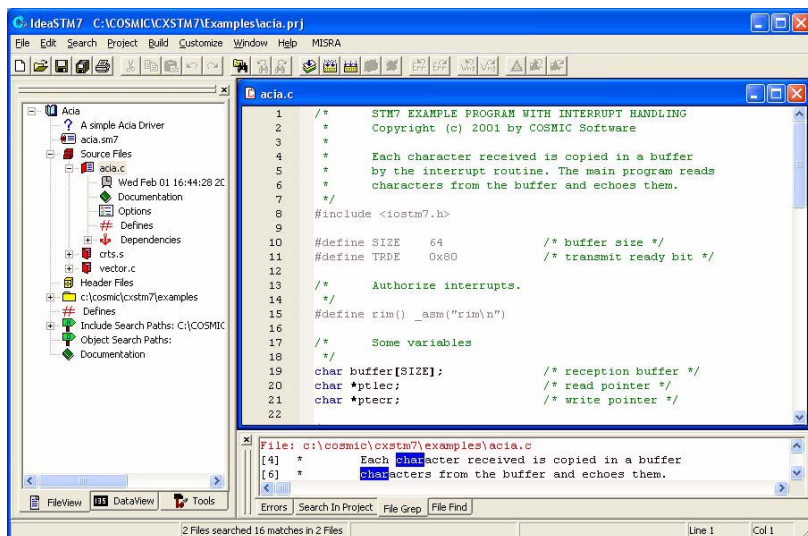 IdeaSTM7 C:\COSMIC\CXSTM7\Examples\acia.prj
File Edit Search Project Build Customize Window Help MISRA
Acia
A simple Acia Driver
acia.sm7
Source Files
acia.c
Wed Feb 01 16:44:28 20
Documentation
Options
Defines
Dependencies
crts.s
vector.c
Header Files
c:\cosmic\cxstm7\examples
Defines
Include Search Paths: C:\COSMIC
Object Search Paths:
Documentation
FileView DataView Tools
acia.c
1 /* STM7 EXAMPLE PROGRAM WITH INTERRUPT HANDLING
2 * Copyright (c) 2001 by COSMIC Software
3 *
4 * Each character received is copied in a buffer
5 * by the interrupt routine. The main program reads
6 * characters from the buffer and echoes them.
7 */
8 #include <iostm7.h>
9
10 #define SIZE 64 /* buffer size */
11 #define TRDE 0x80 /* transmit ready bit */
12
13 /* Authorize interrupts.
14 */
15 #define rim() _asm("rim\n")
16
17 /* Some variables
18 */
19 char buffer[SIZE]; /* reception buffer */
20 char *ptlec; /* read pointer */
21 char *ptecr; /* write pointer */
22
File: c:\cosmic\cxstm7\examples\acia.c
[4] * Each character received is copied in a buffer
[6] * characters from the buffer and echoes them.
Errors Search In Project File Grep File Find
2 Files searched 16 matches in 2 Files Line 1 Col 1